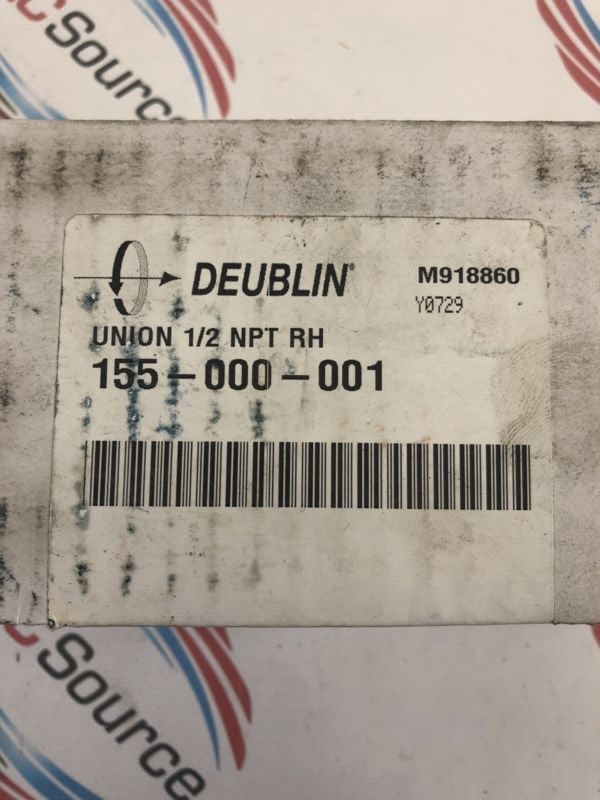 Source
DEUBLIN®
M918860
Y0729
UNION 1/2 NPT RH
155-000-001
Source